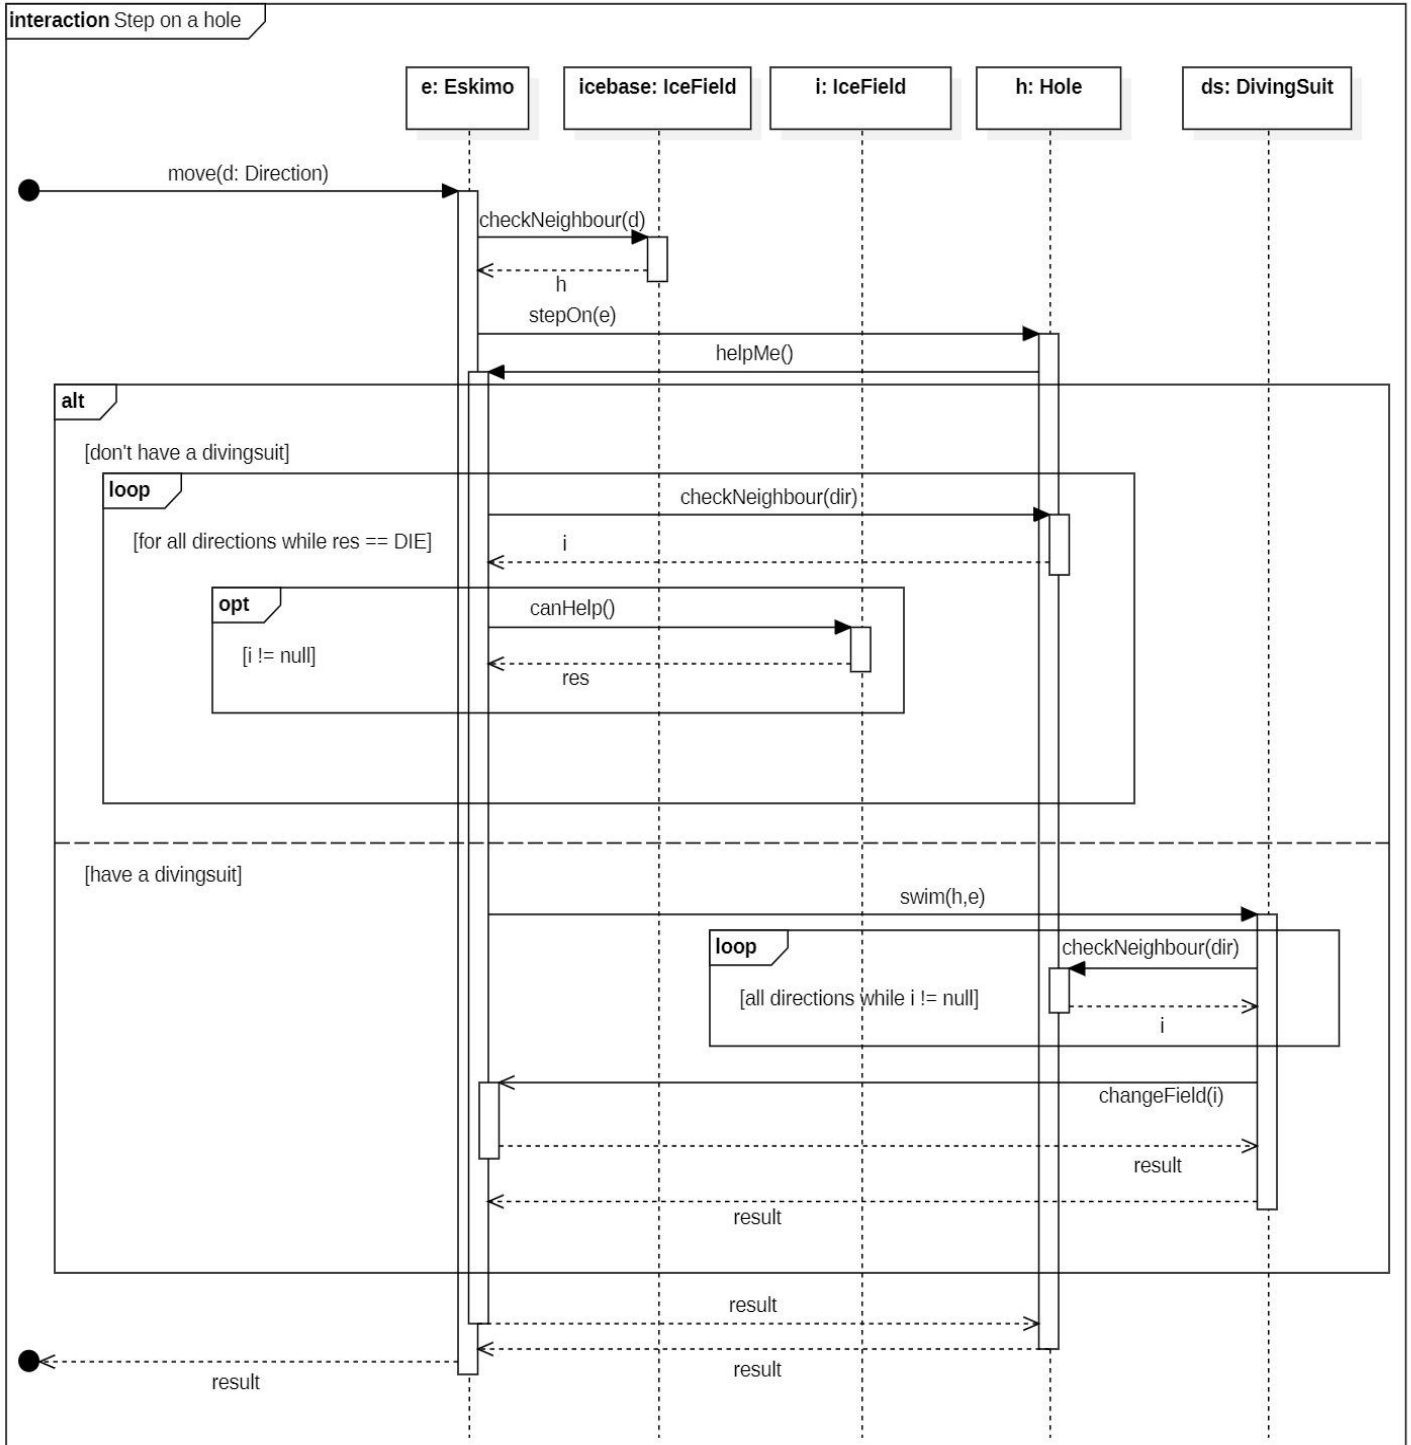 interaction Step on a hole
e: Eskimo
icebase: IceField
i: IceField
h: Hole
ds: DivingSuit
move(d: Direction)
checkNeighbour(d)
h
stepOn(e)
helpMe()
alt
[don't have a divingsuit]
loop
checkNeighbour(dir)
[for all directions while res == DIE]
i
opt
canHelp()
[i != null]
res
[have a divingsuit]
swim(h,e)
loop
checkNeighbour(dir)
[all directions while i != null]
i
changeField(i)
result
result
result
result
result